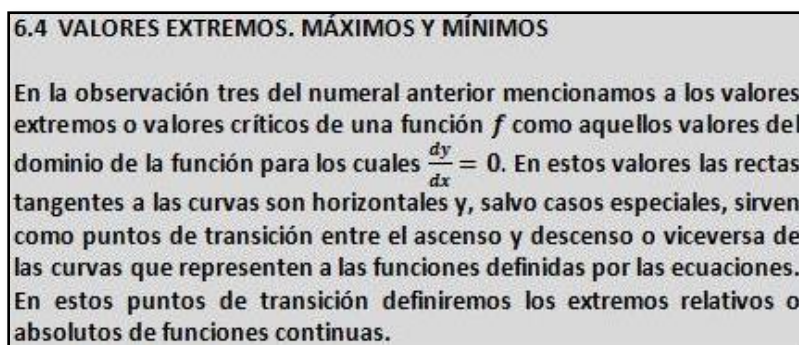 6.4 VALORES EXTREMOS. MÁXIMOS Y MÍNIMOS
En la observación tres del numeral anterior mencionamos a los valores
extremos o valores críticos de una función f como aquellos valores del
dominio de la función para los cuales dy/dx = 0. En estos valores las rectas
tangentes a las curvas son horizontales y, salvo casos especiales, sirven
como puntos de transición entre el ascenso y descenso o viceversa de
las curvas que representen a las funciones definidas por las ecuaciones.
En estos puntos de transición definiremos los extremos relativos o
absolutos de funciones continuas.